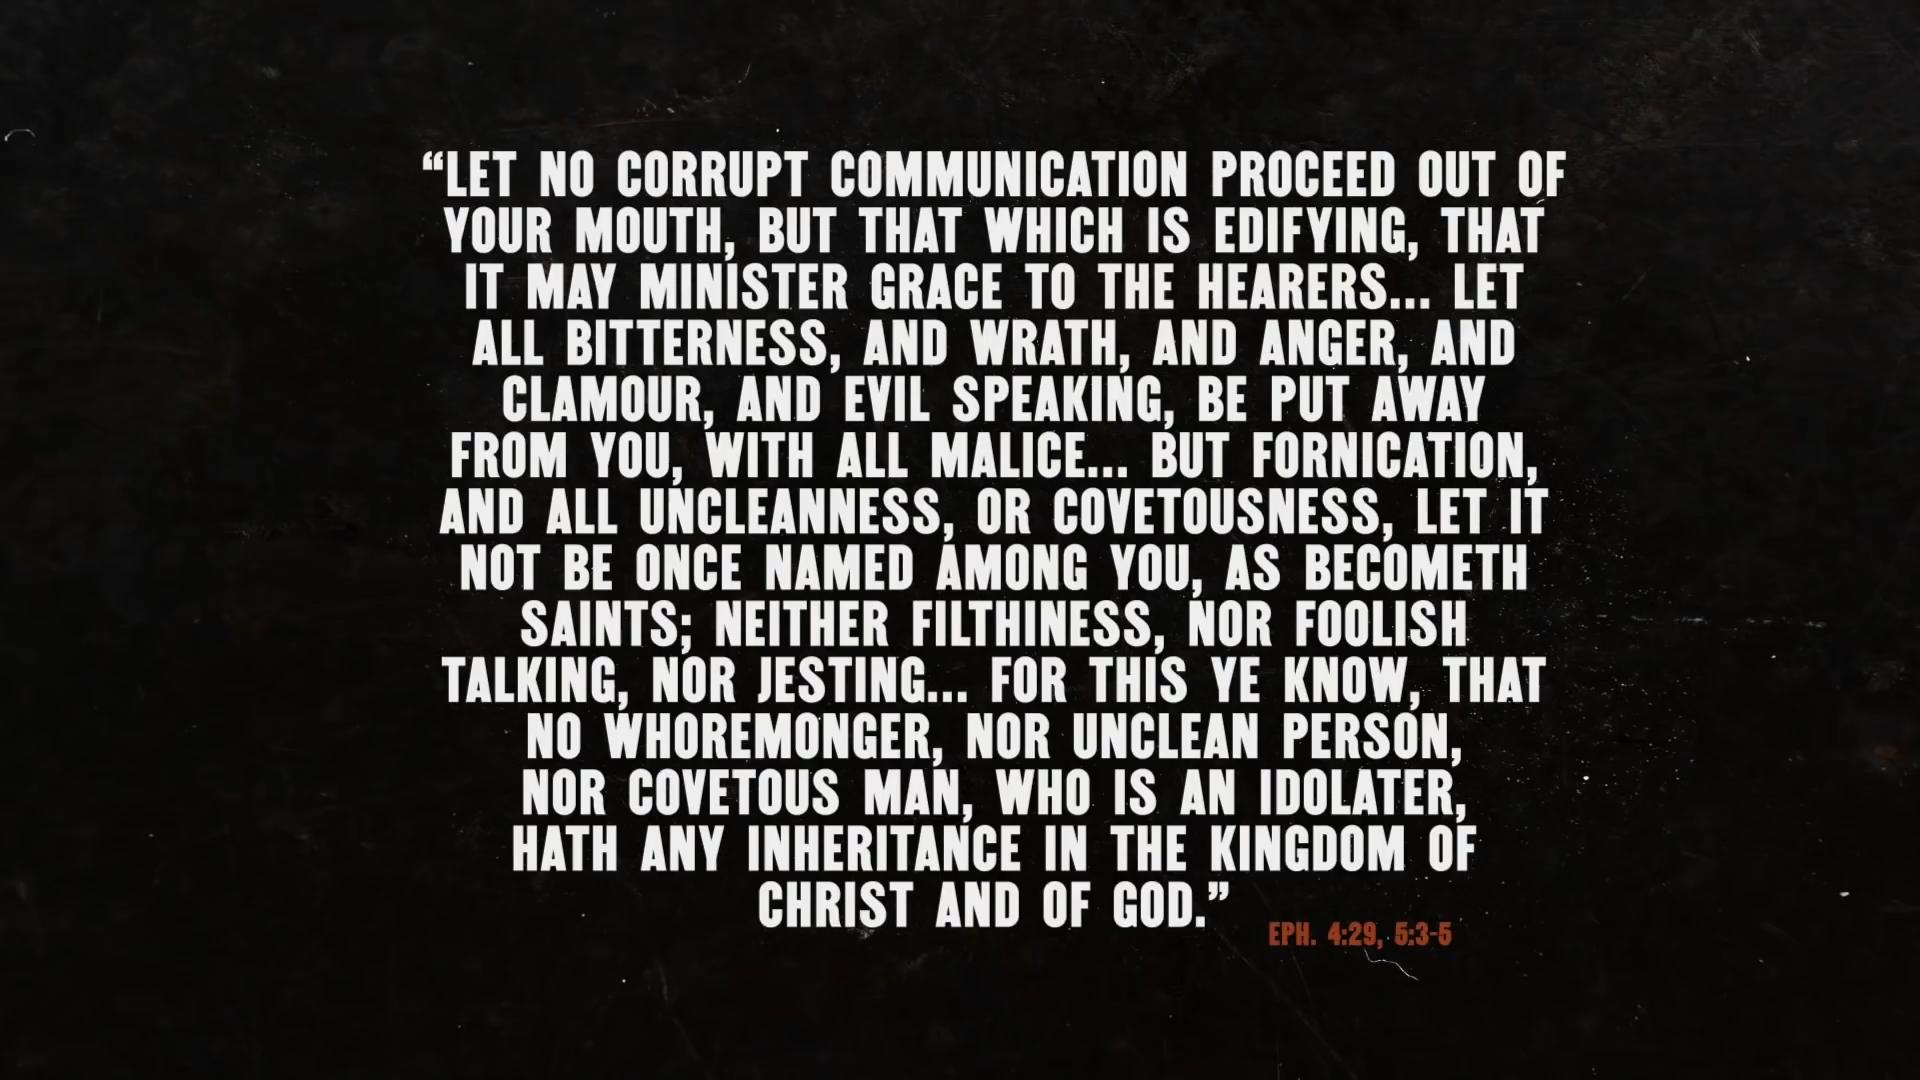 “LET NO CORRUPT COMMUNICATION PROCEED OUT OF
YOUR MOUTH, BUT THAT WHICH IS EDIFYING, THAT
IT MAY MINISTER GRACE TO THE HEARERS... LET
ALL BITTERNESS, AND WRATH, AND ANGER, AND
CLAMOUR, AND EVIL SPEAKING, BE PUT AWAY
FROM YOU, WITH ALL MALICE... BUT FORNICATION,
AND ALL UNCLEANNESS, OR COVETOUSNESS, LET IT
NOT BE ONCE NAMED AMONG YOU, AS BECOMETH
SAINTS; NEITHER FILTHINESS, NOR FOOLISH
TALKING, NOR JESTING... FOR THIS YE KNOW, THAT
NO WHOREMONGER, NOR UNCLEAN PERSON,
NOR COVETOUS MAN, WHO IS AN IDOLATER,
HATH ANY INHERITANCE IN THE KINGDOM OF
CHRIST AND OF GOD.”
EPH. 4:29, 5:3-5